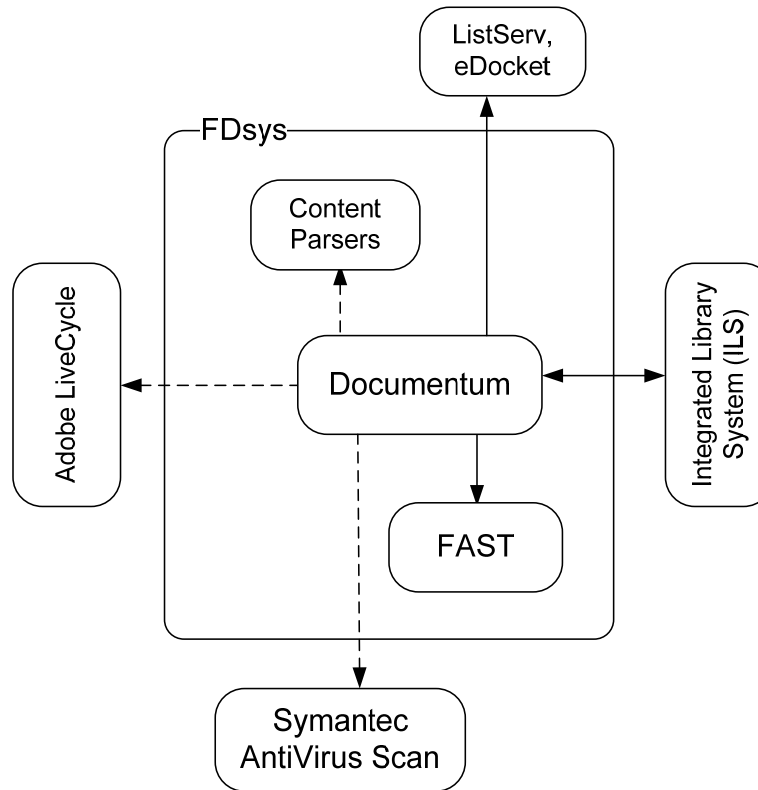 ListServ,
eDocket
FDsys
Content
Parsers
Adobe LiveCycle
Documentum
Integrated Library
System (ILS)
FAST
Symantec
AntiVirus Scan